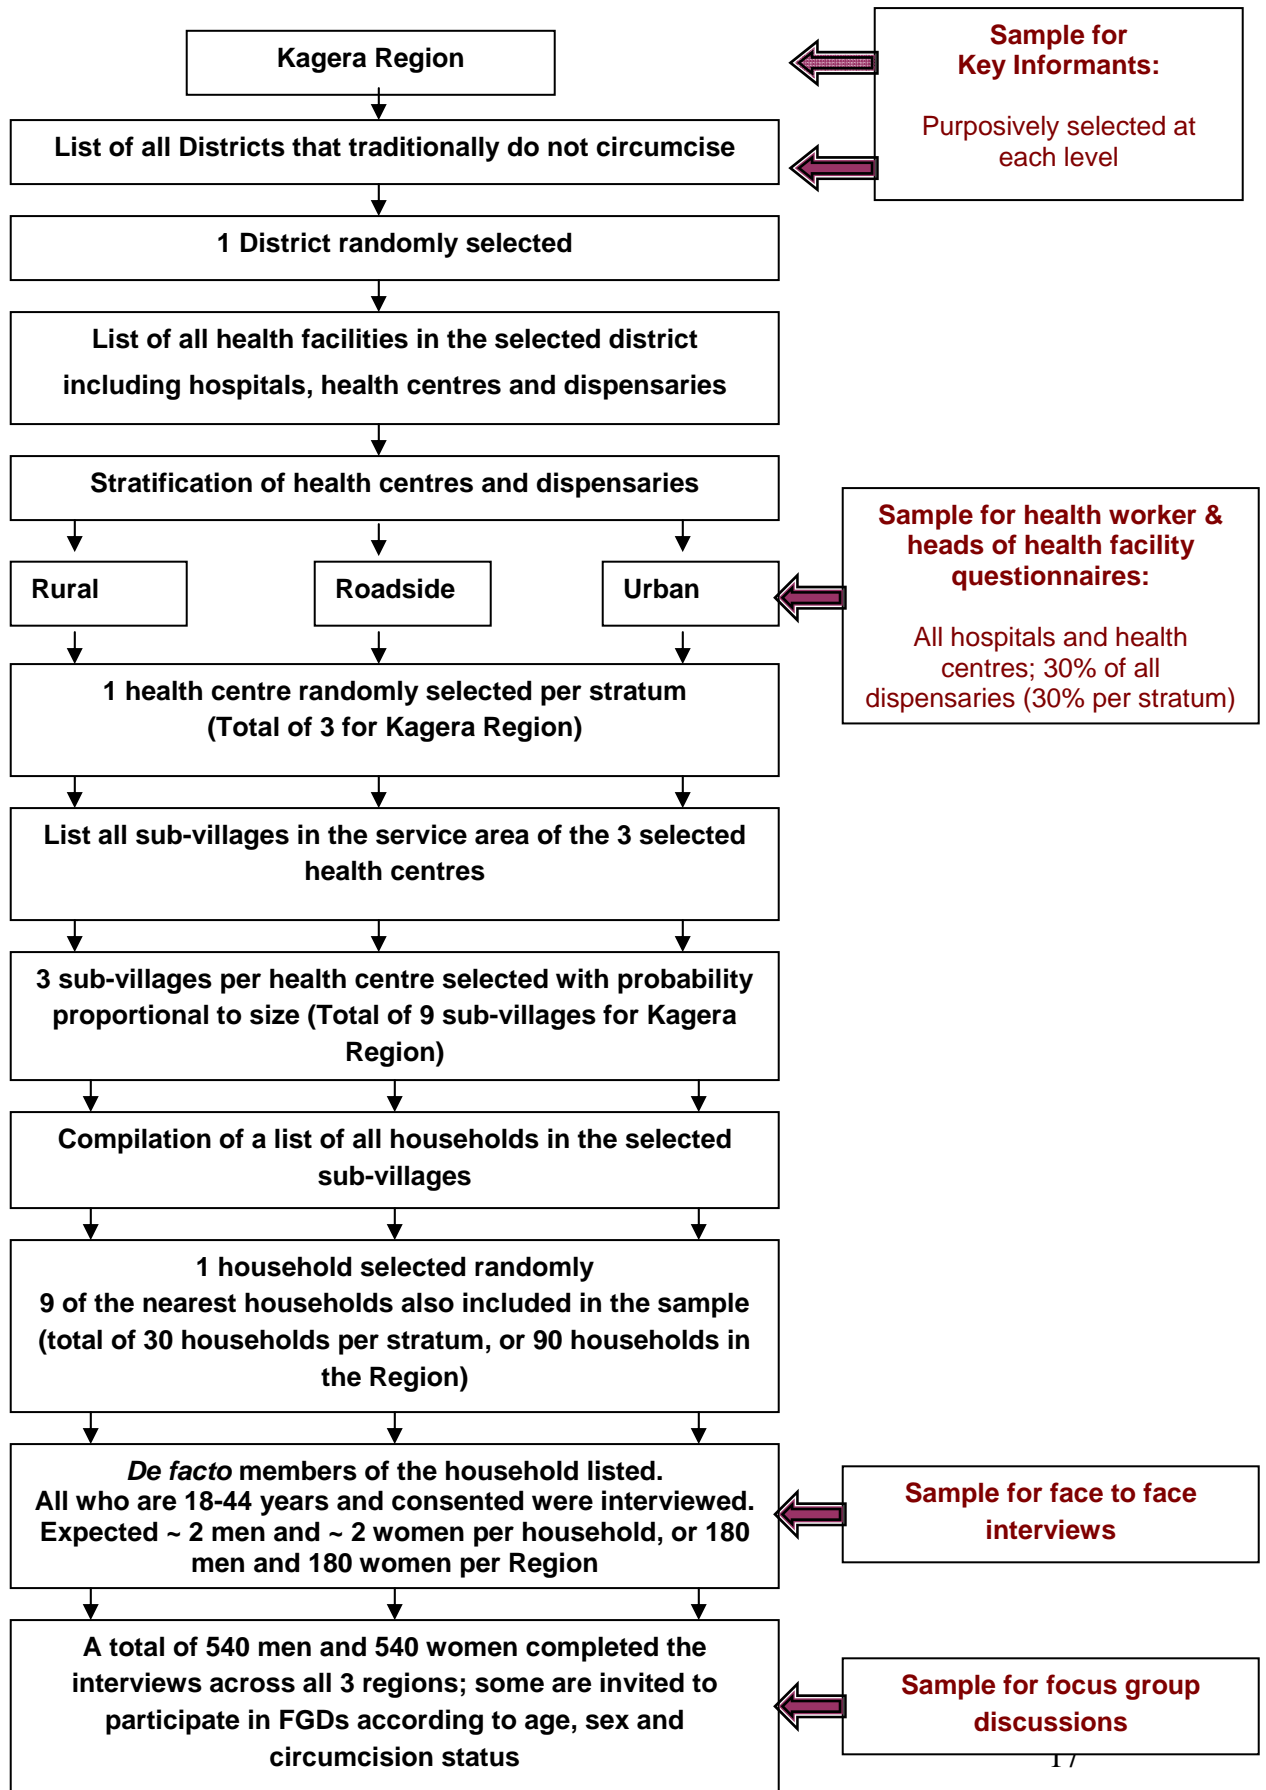 Kagera Region
Sample for
Key Informants:
Purposively selected at
each level
List of all Districts that traditionally do not circumcise
1 District randomly selected
List of all health facilities in the selected district
including hospitals, health centres and dispensaries
Stratification of health centres and dispensaries
Sample for health worker &
heads of health facility
questionnaires:
All hospitals and health
centres; 30% of all
dispensaries (30% per stratum)
Rural
Roadside
Urban
1 health centre randomly selected per stratum
(Total of 3 for Kagera Region)
List all sub-villages in the service area of the 3 selected
health centres
3 sub-villages per health centre selected with probability
proportional to size (Total of 9 sub-villages for Kagera
Region)
Compilation of a list of all households in the selected
sub-villages
1 household selected randomly
9 of the nearest households also included in the sample
(total of 30 households per stratum, or 90 households in
the Region)
De facto members of the household listed.
All who are 18-44 years and consented were interviewed.
Expected ~ 2 men and ~ 2 women per household, or 180
men and 180 women per Region
Sample for face to face
interviews
A total of 540 men and 540 women completed the
interviews across all 3 regions; some are invited to
participate in FGDs according to age, sex and
circumcision status
Sample for focus group
discussions
17